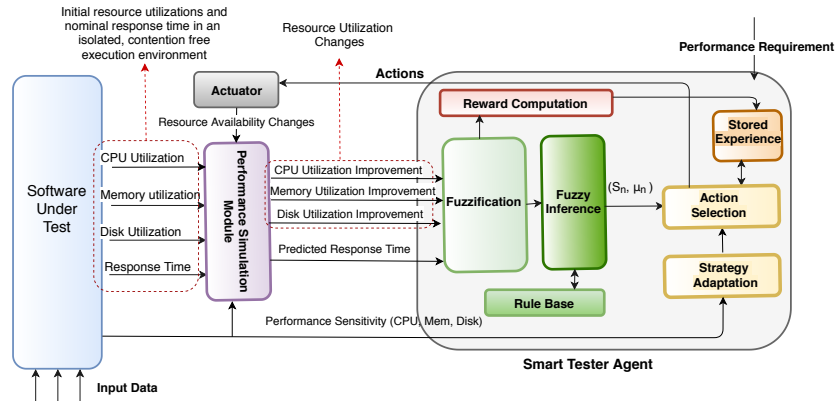 Initial resource utilizations and
nominal response time in an
isolated, contention free
execution environment
Resource Utilization
Changes
Performance Requirement
Actuator
Actions
Resource Availability Changes
Reward Computation
Stored
Experience
Software
Under
Test
CPU Utilization
Memory utilization
Disk Utilization
Response Time
Performance Simulation
Module
CPU Utilization Improvement
Memory Utilization Improvement
Disk Utilization Improvement
Predicted Response Time
Fuzzification
Fuzzy
Inference
(Sn, μn)
Action
Selection
Strategy
Adaptation
Rule Base
Performance Sensitivity (CPU, Mem, Disk)
Smart Tester Agent
Input Data